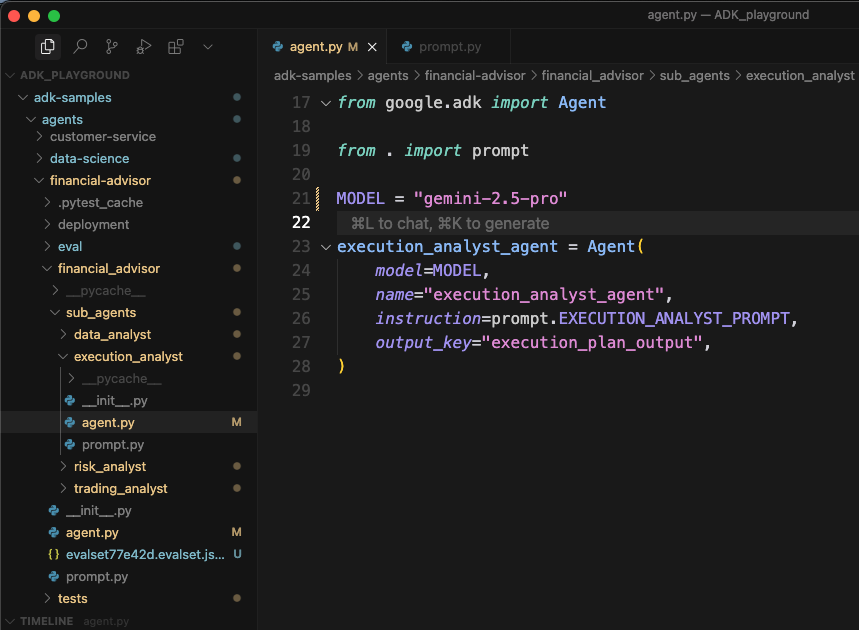 agent.py — ADK_playground
agent.py M
prompt.py
ADK_PLAYGROUND
adk-samples
agents
customer-service
data-science
financial-advisor
.pytest_cache
deployment
eval
financial_advisor
__pycache__
sub_agents
data_analyst
execution_analyst
__pycache__
__init__.py
agent.py M
prompt.py
risk_analyst
trading_analyst
__init__.py
agent.py M
{} evalset77e42d.evalset.js... U
prompt.py
tests
TIMELINE agent.py
adk-samples > agents > financial-advisor > financial_advisor > sub_agents > execution_analyst
17 from google.adk import Agent
18
19 from . import prompt
20
21 MODEL = "gemini-2.5-pro"
22 ⌘L to chat, ⌘K to generate
23 execution_analyst_agent = Agent(
24     model=MODEL,
25     name="execution_analyst_agent",
26     instruction=prompt.EXECUTION_ANALYST_PROMPT,
27     output_key="execution_plan_output",
28 )
29